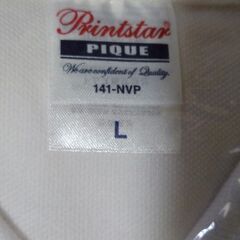 Printstar®
PIQUE
We are confident of Quality.
141-NVP
L